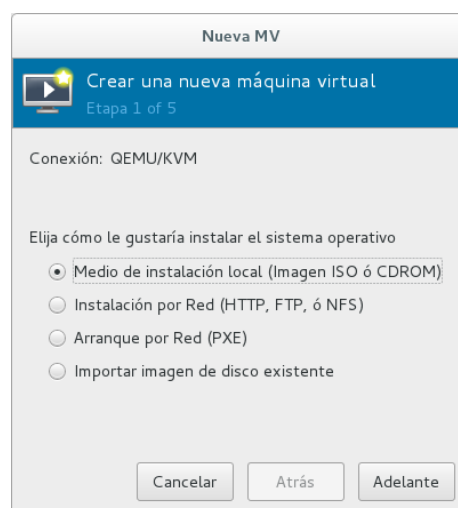 Nueva MV
Crear una nueva máquina virtual
Etapa 1 of 5
Conexión: QEMU/KVM
Elija cómo le gustaría instalar el sistema operativo
Medio de instalación local (Imagen ISO ó CDROM)
Instalación por Red (HTTP, FTP, ó NFS)
Arranque por Red (PXE)
Importar imagen de disco existente
Cancelar Atrás Adelante